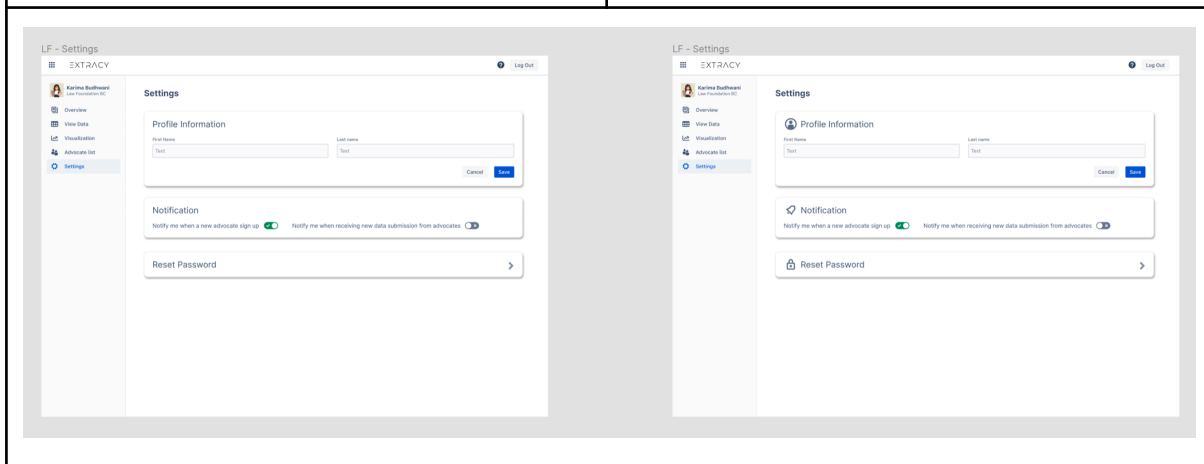 LF - Settings
EXTRACY
Log Out
Karima Budhwani
Law Foundation BC
Overview
View Data
Visualization
Advocate list
Settings
Settings
Profile Information
First Name
Last name
Text
Text
Cancel
Save
Notification
Notify me when a new advocate sign up
Notify me when receiving new data submission from advocates
Reset Password
LF - Settings
EXTRACY
Log Out
Karima Budhwani
Law Foundation BC
Overview
View Data
Visualization
Advocate list
Settings
Settings
Profile Information
First Name
Last name
Text
Text
Cancel
Save
Notification
Notify me when a new advocate sign up
Notify me when receiving new data submission from advocates
Reset Password